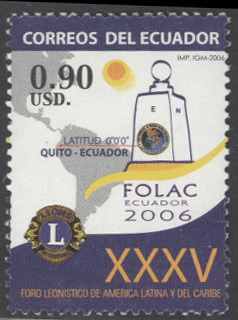 CORREOS DEL ECUADOR
IMP. IGM-2006
0.90
USD.
E N
LATITUD 0°0'0"
QUITO - ECUADOR
FOLAC
ECUADOR
2006
LIONS
L
XXXV
FORO LEONISTICO DE AMERICA LATINA Y DEL CARIBE